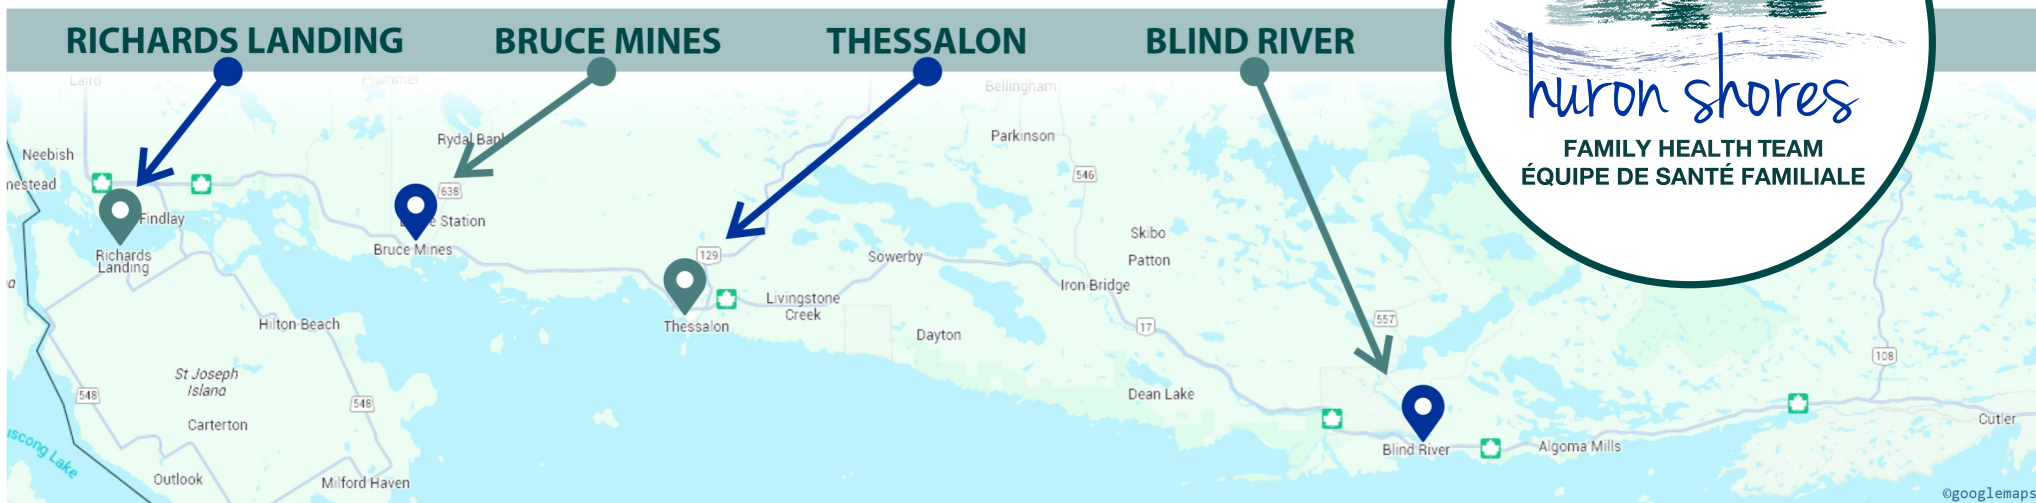 RICHARDS LANDING
BRUCE MINES
THESSALON
BLIND RIVER
huron shores
FAMILY HEALTH TEAM
ÉQUIPE DE SANTÉ FAMILIALE
Laird
Plummer
Bellingham
Rydal Bank
Parkinson
Neebish
mestead
546
638
Findlay
Station
Bruce Mines
Richards
Landing
129
Skibo
Sowerby
Patton
Iron Bridge
Livingstone
Creek
Hilton Beach
Thessalon
17
557
Dayton
108
St Joseph
Island
548
548
Dean Lake
Carterton
Cutler
uscong Lake
Blind River
Algoma Mills
Outlook
Milford Haven
©googlemaps